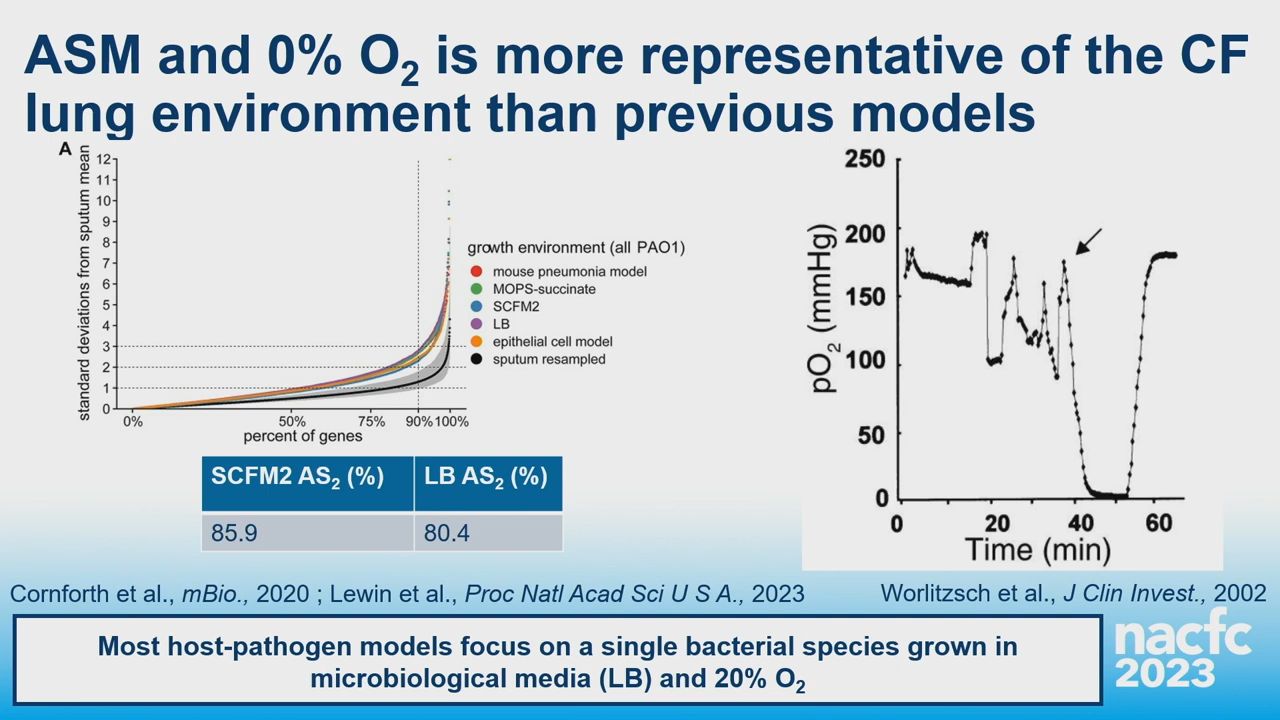 ASM and 0% O2 is more representative of the CF
lung environment than previous models
A
standard deviations from sputum mean
12
11
10
9
8
7
6
5
4
3
2
1
0
0%
50%
75%
90%
100%
percent of genes
growth environment (all PAO1)
mouse pneumonia model
MOPS-succinate
SCFM2
LB
epithelial cell model
sputum resampled
SCFM2 AS2 (%)
LB AS2 (%)
85.9
80.4
pO2 (mmHg)
250
200
150
100
50
0
0
20
40
60
Time (min)
Cornforth et al., mBio., 2020 ; Lewin et al., Proc Natl Acad Sci U S A., 2023
Worlitzsch et al., J Clin Invest., 2002
Most host-pathogen models focus on a single bacterial species grown in
microbiological media (LB) and 20% O2
nacfc
2023